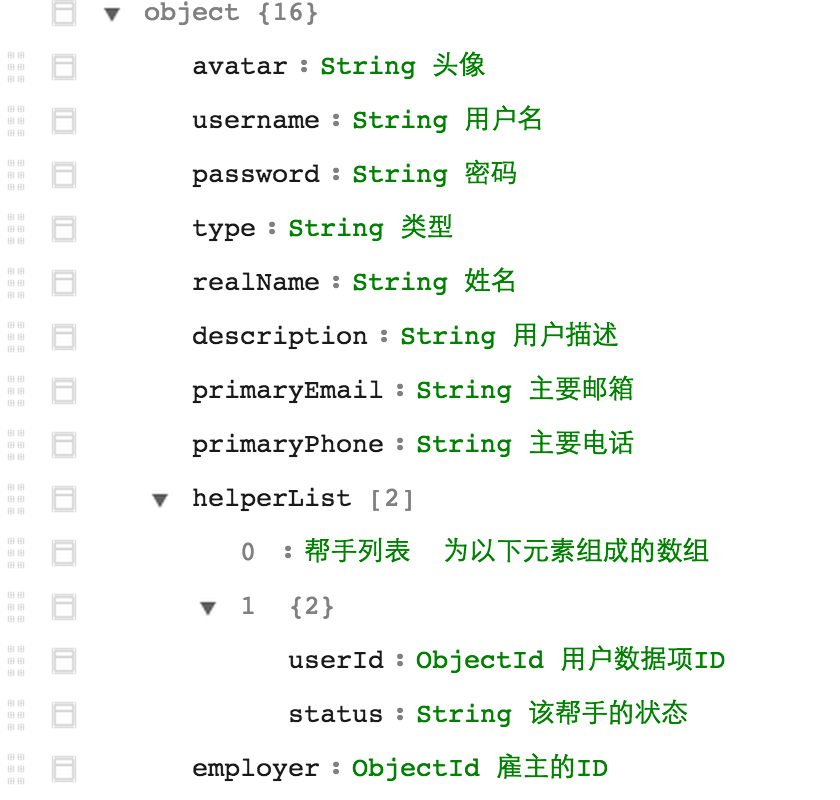 object {16}
avatar : String 头像
username : String 用户名
password : String 密码
type : String 类型
realName : String 姓名
description : String 用户描述
primaryEmail : String 主要邮箱
primaryPhone : String 主要电话
helperList [2]
0 : 帮手列表 为以下元素组成的数组
1 {2}
userId : ObjectId 用户数据项ID
status : String 该帮手的状态
employer : ObjectId 雇主的ID